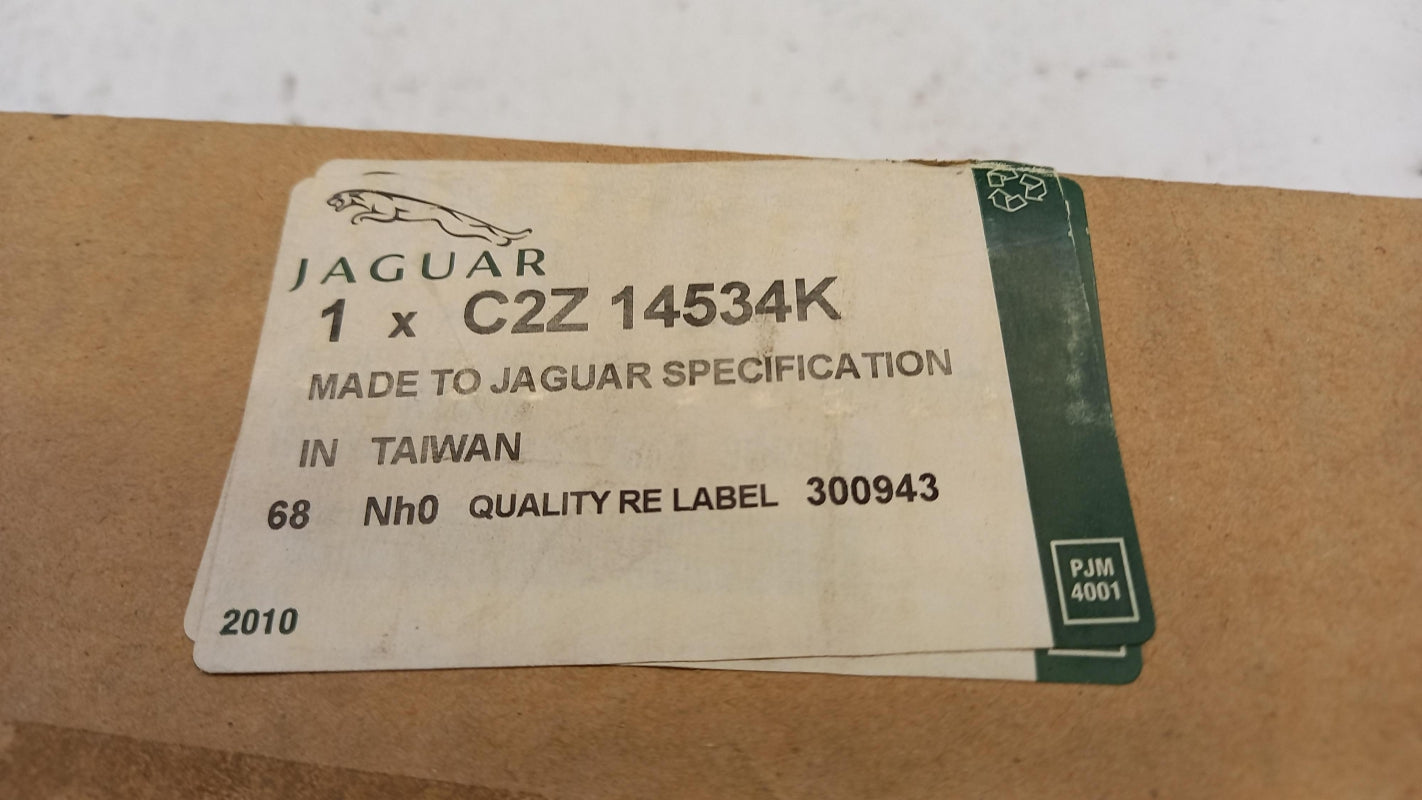 JAGUAR
1 x C2Z 14534K
MADE TO JAGUAR SPECIFICATION
IN TAIWAN
68 Nh0 QUALITY RE LABEL 300943
2010
PJM
4001